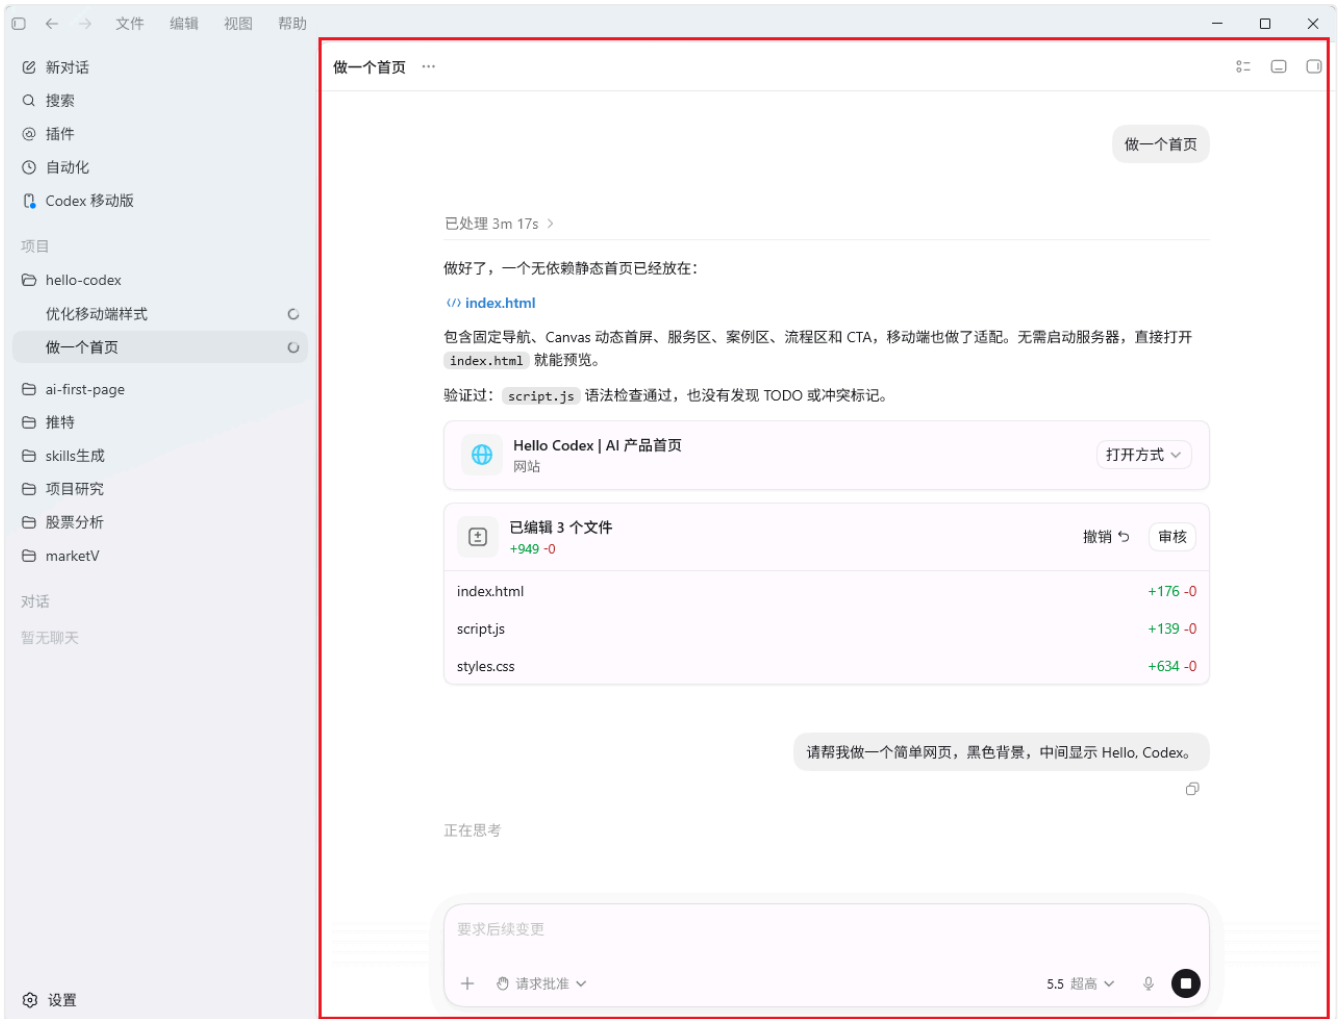 文件 编辑 视图 帮助
新对话
搜索
插件
自动化
Codex 移动版
项目
hello-codex
优化移动端样式
做一个首页
ai-first-page
推特
skills生成
项目研究
股票分析
marketV
对话
暂无聊天
设置
做一个首页 ···
做一个首页
已处理 3m 17s
做好了，一个无依赖静态首页已经放在：
index.html
包含固定导航、Canvas 动态首屏、服务区、案例区、流程区和 CTA，移动端也做了适配。无需启动服务器，直接打开
index.html 就能预览。
验证过： script.js 语法检查通过，也没有发现 TODO 或冲突标记。
Hello Codex | AI 产品首页
网站
打开方式
已编辑 3 个文件
+949 -0
撤销
审核
index.html +176 -0
script.js +139 -0
styles.css +634 -0
请帮我做一个简单网页，黑色背景，中间显示 Hello, Codex。
正在思考
要求后续变更
请求批准
5.5 超高